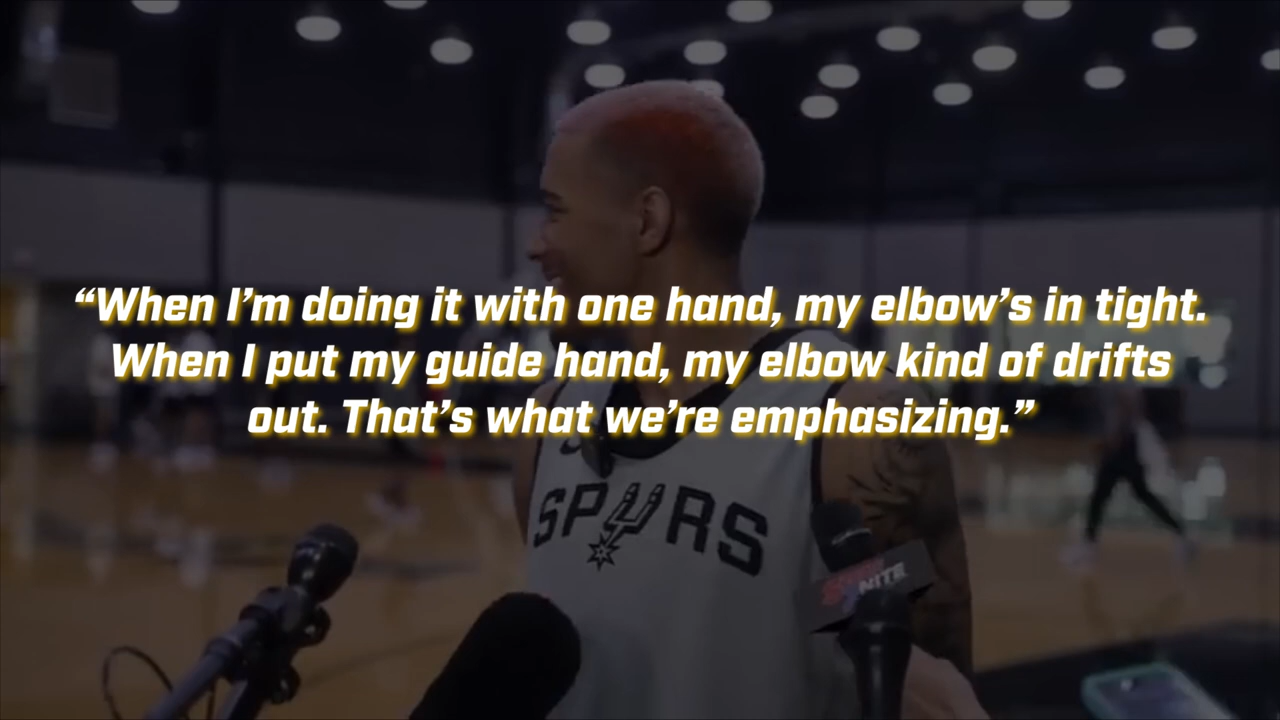 “When I’m doing it with one hand, my elbow’s in tight.
When I put my guide hand, my elbow kind of drifts
out. That’s what we’re emphasizing.”
SPURS
NITE